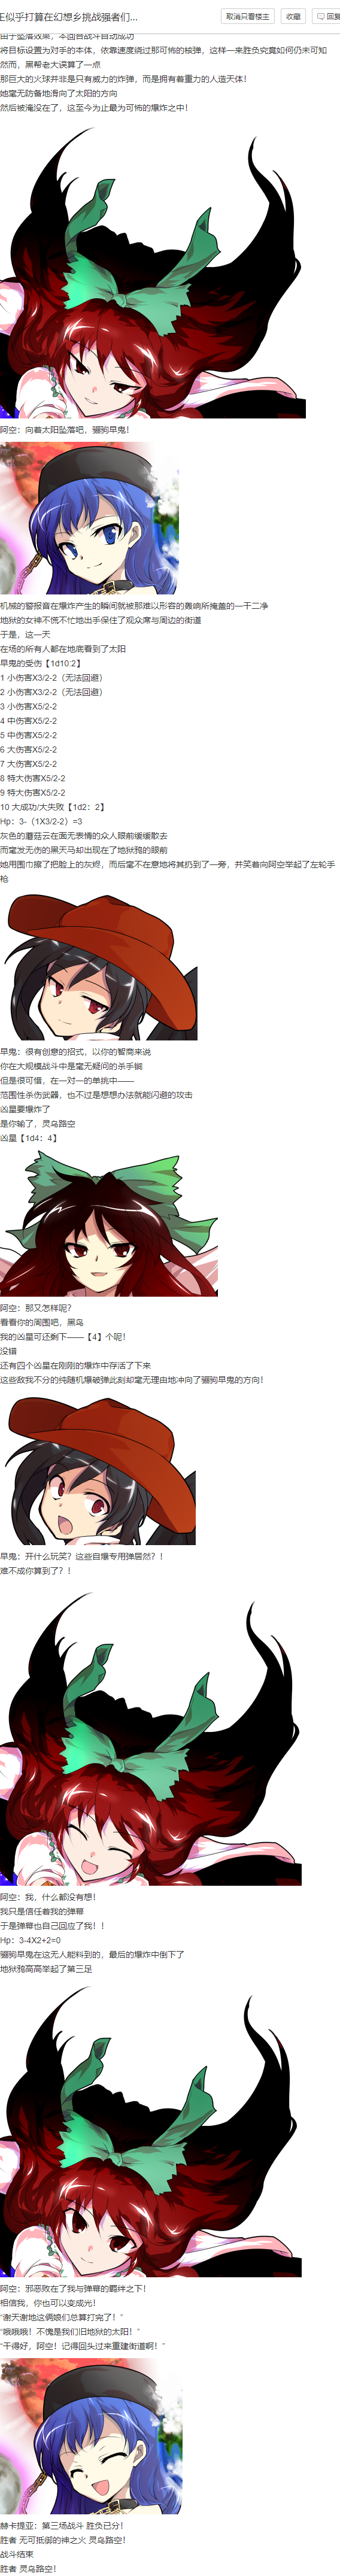 王似乎打算在幻想乡挑战强者们...
取消只看楼主
收藏
回复
由于坠落效果，本回合战斗自动成功
将目标设置为对手的本体，依靠速度绕过那可怖的核弹，这样一来胜负究竟如何仍未可知
然而，黑帮老大误算了一点
那巨大的火球并非是只有威力的炸弹，而是拥有着重力的人造天体！
她毫无防备地滑向了太阳的方向
然后被淹没在了，这至今为止最为可怖的爆炸之中！
阿空：向着太阳坠落吧，骊驹早鬼！
机械的警报音在爆炸产生的瞬间就被那难以形容的轰响所掩盖的一干二净
地狱的女神不慌不忙地出手保住了观众席与周边的街道
于是，这一天
在场的所有人都在地底看到了太阳
早鬼的受伤【1d10:2】
1 小伤害X3/2-2（无法回避）
2 小伤害X3/2-2（无法回避）
3 小伤害X5/2-2
4 中伤害X5/2-2
5 中伤害X5/2-2
6 大伤害X5/2-2
7 大伤害X5/2-2
8 特大伤害X5/2-2
9 特大伤害X5/2-2
10 大成功/大失败【1d2：2】
Hp：3-（1X3/2-2）=3
灰色的蘑菇云在面无表情的众人眼前缓缓散去
而毫发无伤的黑天马却出现在了地狱鸦的眼前
她用围巾擦了把脸上的灰烬，而后毫不在意地将其扔到了一旁，并笑着向阿空举起了左轮手
枪
早鬼：很有创意的招式，以你的智商来说
你在大规模战斗中是毫无疑问的杀手锏
但是很可惜，在一对一的单挑中——
范围性杀伤武器，也不过是想想办法就能闪避的攻击
凶星要爆炸了
是你输了，灵乌路空
凶星【1d4：4】
阿空：那又怎样呢？
看看你的周围吧，黑鸟
我的凶星可还剩下——【4】个呢！
没错
还有四个凶星在刚刚的爆炸中存活了下来
这些敌我不分的纯随机爆破弹此刻却毫无理由地冲向了骊驹早鬼的方向！
早鬼：开什么玩笑？这些自爆专用弹居然？！
难不成你算到了？！
阿空：我，什么都没有想！
我只是信任着我的弹幕
于是弹幕也自己回应了我！！
Hp：3-4X2+2=0
骊驹早鬼在这无人能料到的，最后的爆炸中倒下了
地狱鸦高高举起了第三足
阿空：邪恶败在了我与弹幕的羁绊之下！
相信我，你也可以变成光！
“谢天谢地这俩娘们总算打完了！”
“哦哦哦！不愧是我们旧地狱的太阳！”
“干得好，阿空！记得回头过来重建街道啊！”
赫卡提亚：第三场战斗 胜负已分！
胜者 无可抵御的神之火 灵乌路空！
战斗结束
胜者 灵乌路空！